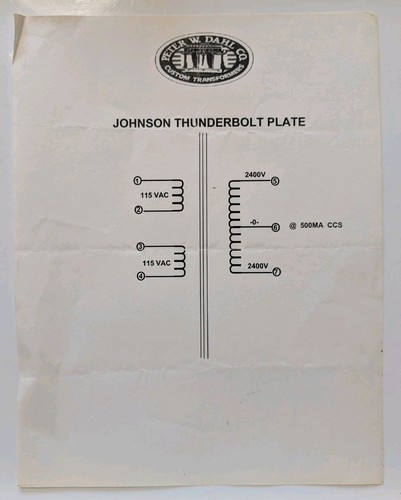 PETER W. DAHL CO.
CUSTOM TRANSFORMERS
JOHNSON THUNDERBOLT PLATE
1
115 VAC
2
3
115 VAC
4
2400V
5
-0-
6
@ 500MA CCS
2400V
7